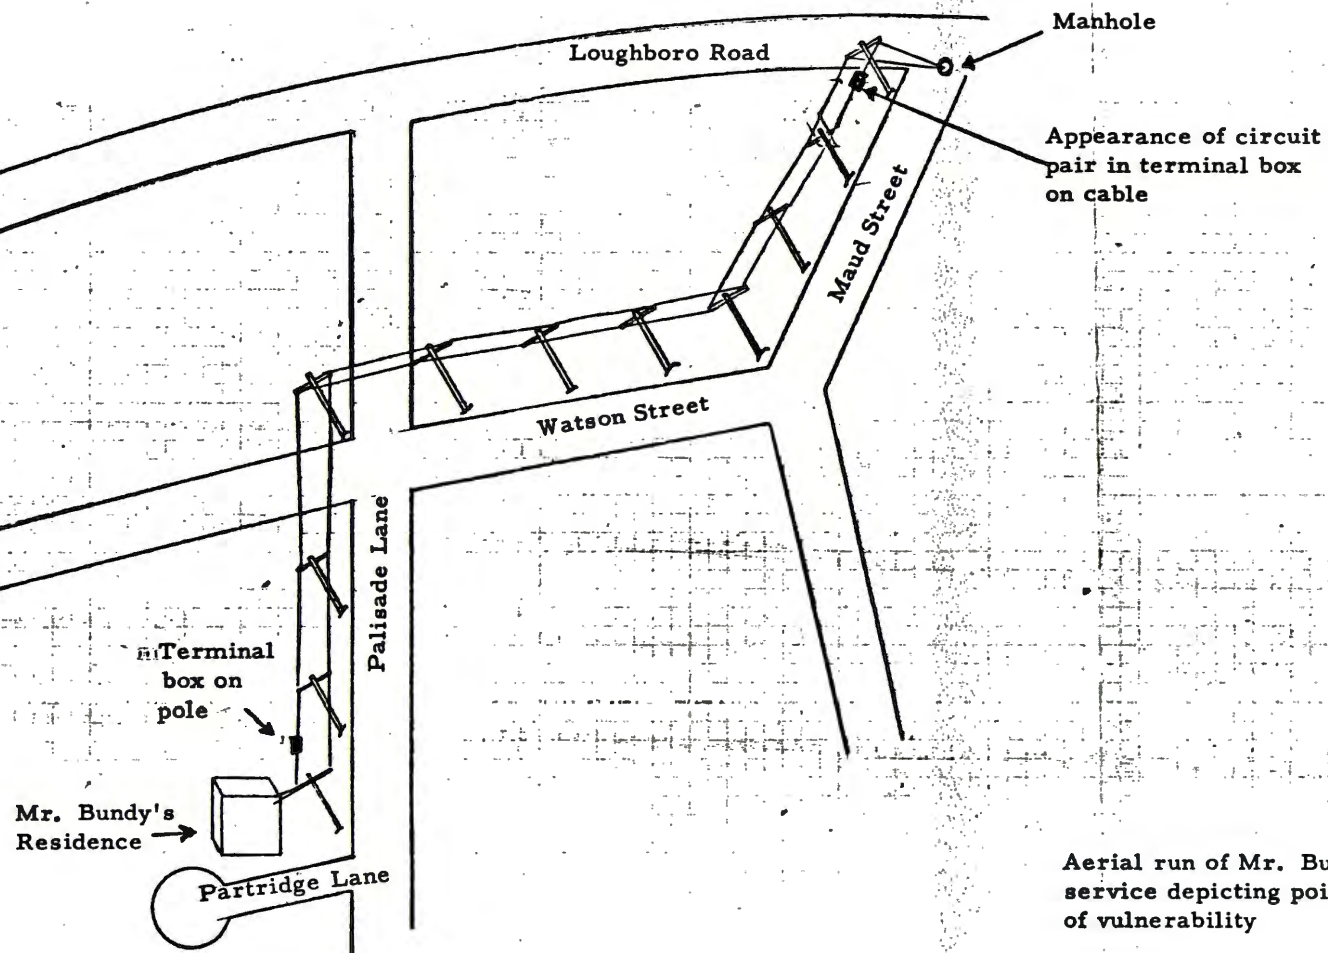 Manhole
Loughboro Road
Appearance of circuit
pair in terminal box
on cable
Maud Street
Watson Street
Palisade Lane
Terminal
box on
pole
Mr. Bundy's
Residence
Partridge Lane
Aerial run of Mr.
service depicting
of vulnerability